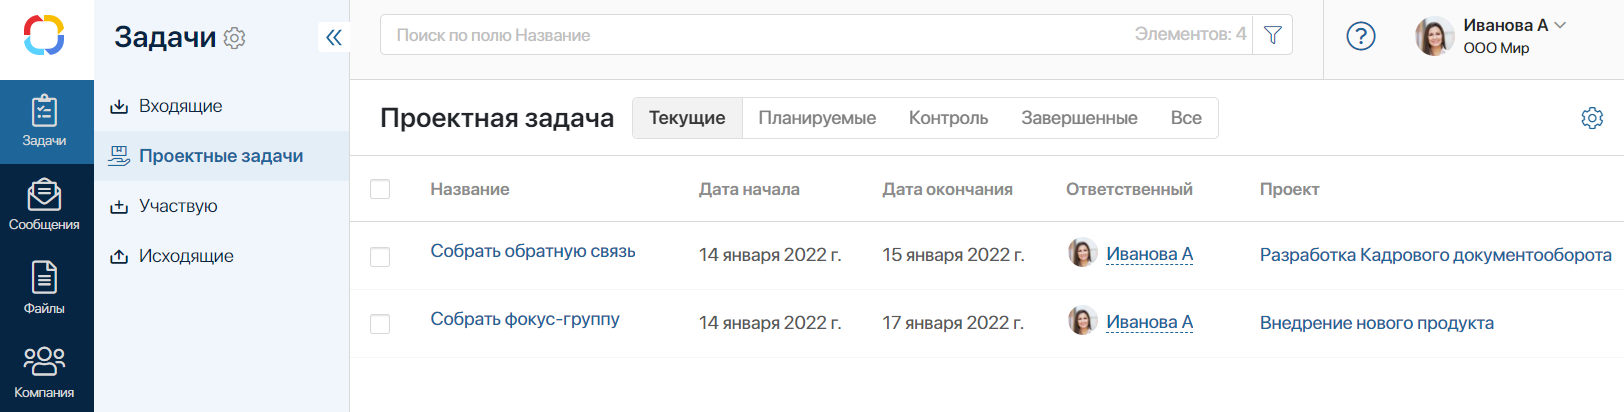 Задачи
Сообщения
Файлы
Компания
Задачи
Входящие
Проектные задачи
Участвую
Исходящие
Поиск по полю Название Элементов: 4
Иванова А
ООО Мир
Проектная задача Текущие Планируемые Контроль Завершенные Все
Название Дата начала Дата окончания Ответственный Проект
Собрать обратную связь 14 января 2022 г. 15 января 2022 г. Иванова А Разработка Кадрового документооборота
Собрать фокус-группу 14 января 2022 г. 17 января 2022 г. Иванова А Внедрение нового продукта